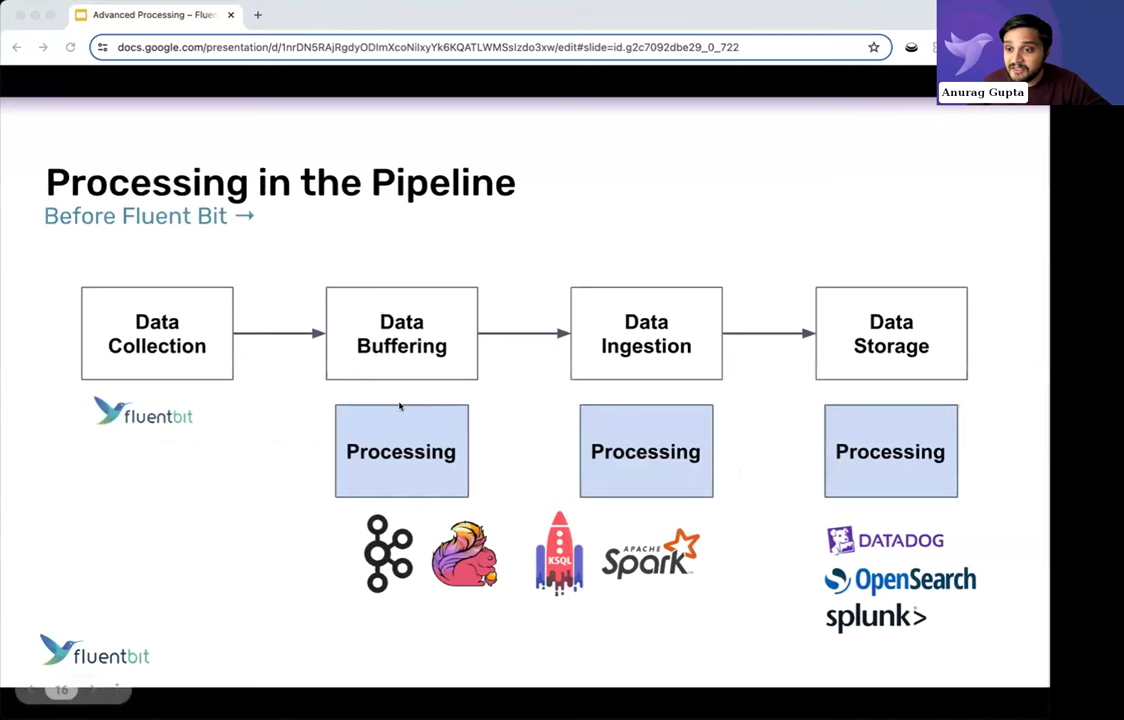 Advanced Processing – Fluen
docs.google.com/presentation/d/1nrDN5RAjRgdyODImXcoNilxyYk6KQATLWMSsIzdo3xw/edit#slide=id.g2c7092dbe29_0_722
Anurag Gupta
Processing in the Pipeline
Before Fluent Bit →
Data
Collection
Data
Buffering
Data
Ingestion
Data
Storage
fluentbit
Processing
Processing
Processing
KSQL
APACHE
Spark
DATADOG
OpenSearch
splunk>
fluentbit
16